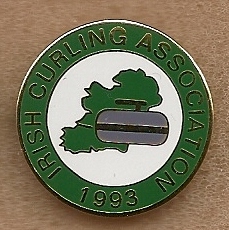 IRISH CURLING ASSOCIATION
1993